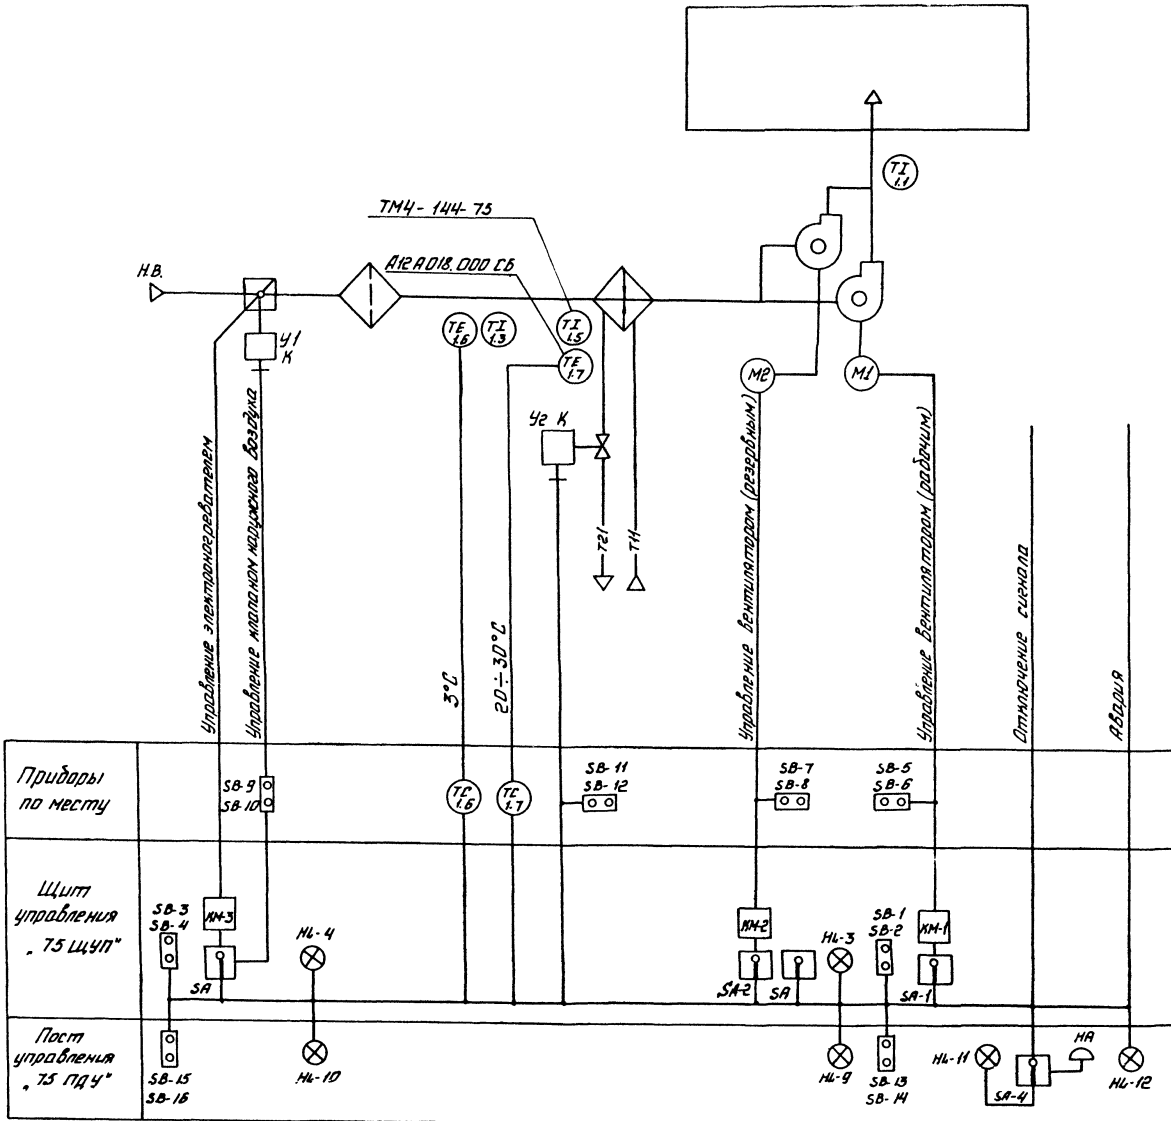 TI
1.1
ТМ4-144-75
А12А018.000 СБ
Н.В.
У1
К
TE
1.6
TI
1.3
TI
1.5
TE
1.7
У2 К
М2
М1
Т21
Т11
Управление электронагревателем
Управление клапаном наружного воздуха
3°С
20÷30°С
Управление вентилятором (резервным)
Управление вентилятором (рабочим)
Отключение сигнала
Авария
Приборы
по месту
SB-9
SB-10
TC
1.6
TC
1.7
SB-11
SB-12
SB-7
SB-8
SB-5
SB-6
Щит
управления
„75 ЩУП"
SB-3
SB-4
КМ-3
SA
HL-4
КМ-2
SA-2
SA
HL-3
SB-1
SB-2
КМ-1
SA-1
Пост
управления
„75 ПДУ"
SB-15
SB-16
HL-10
HL-9
SB-13
SB-14
HL-11
SA-4
HA
HL-12